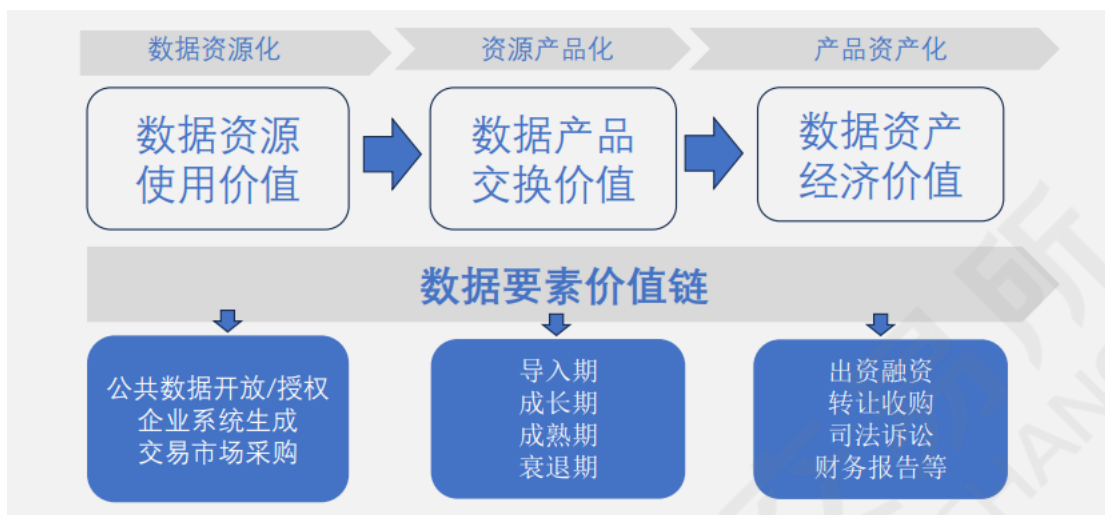 数据资源化
资源产品化
产品资产化
数据资源
使用价值
数据产品
交换价值
数据资产
经济价值
数据要素价值链
公共数据开放/授权
企业系统生成
交易市场采购
导入期
成长期
成熟期
衰退期
出资融资
转让收购
司法诉讼
财务报告等